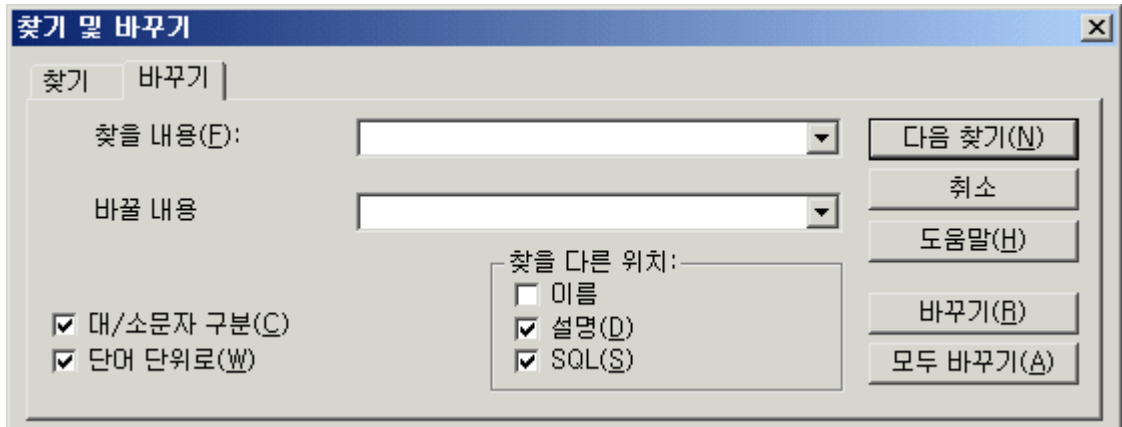 찾기 및 바꾸기
찾기 바꾸기
찾을 내용(F): 다음 찾기(N)
취소
바꿀 내용
도움말(H)
찾을 다른 위치:
이름
대/소문자 구분(C) 설명(D) 바꾸기(R)
단어 단위로(W) SQL(S) 모두 바꾸기(A)